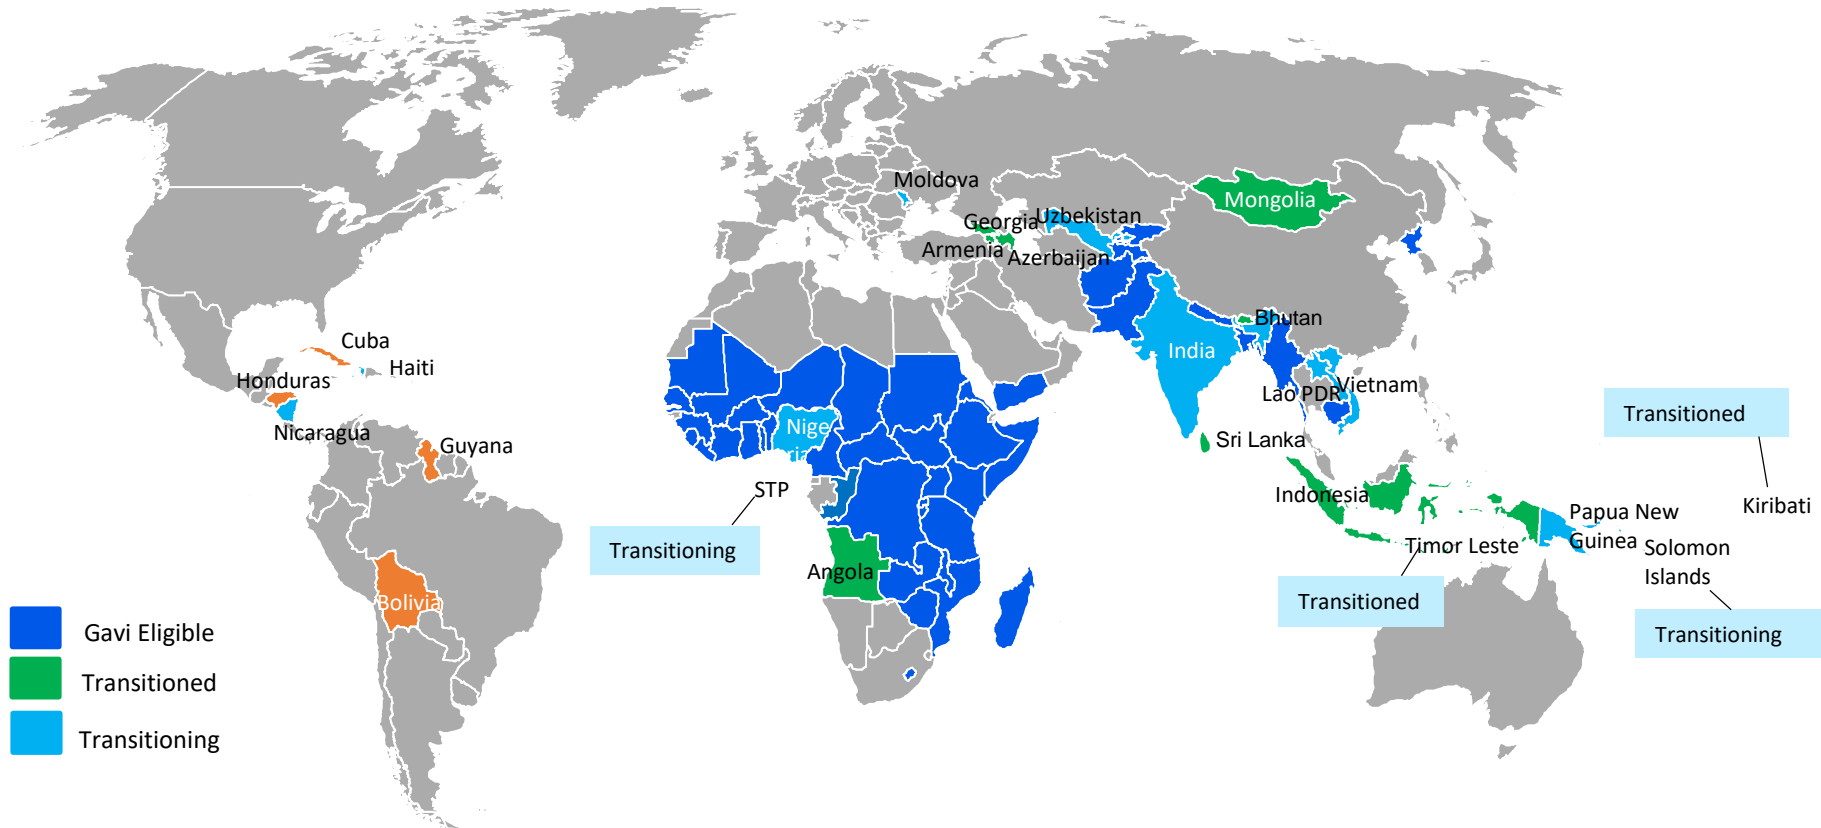 Moldova
Mongolia
Georgia
Uzbekistan
Armenia
Azerbaijan
Bhutan
Cuba
India
Haiti
Honduras
Vietnam
Lao PDR
Transitioned
Nicaragua
Nige
ria
Guyana
Sri Lanka
STP
Indonesia
Kiribati
Papua New
Guinea
Transitioning
Timor Leste
Solomon
Islands
Angola
Bolivia
Transitioned
Transitioning
Gavi Eligible
Transitioned
Transitioning